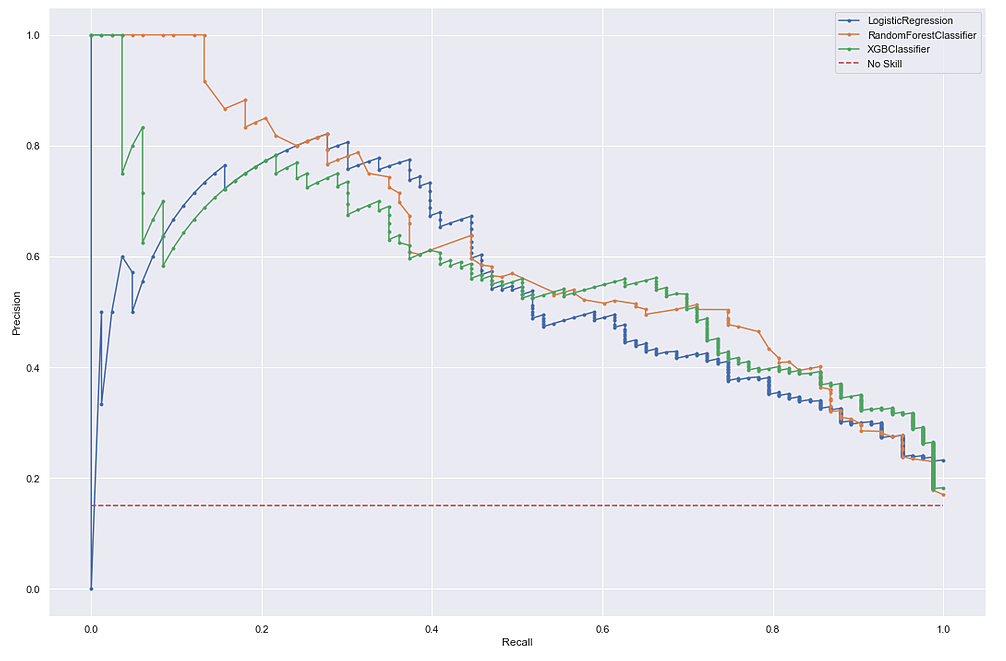 LogisticRegression
RandomForestClassifier
XGBClassifier
No Skill
1.0
0.8
0.6
0.4
0.2
0.0
Precision
0.0 0.2 0.4 0.6 0.8 1.0
Recall